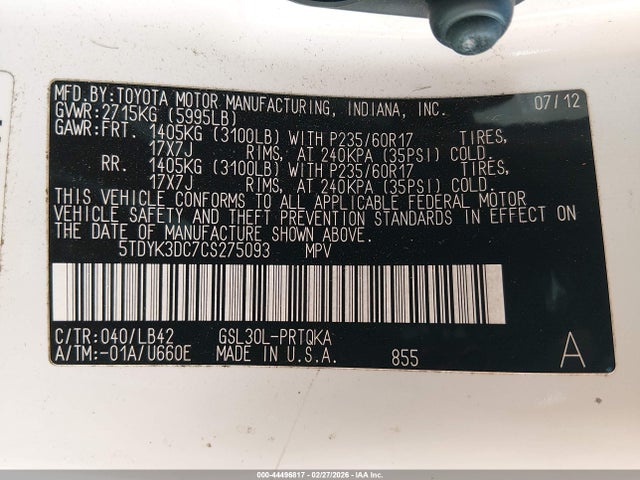 MFD.BY:TOYOTA MOTOR MANUFACTURING, INDIANA, INC. 07/12
GVWR:2715KG (5995LB)
GAWR:FRT. 1405KG (3100LB) WITH P235/60R17 TIRES,
17X7J RIMS, AT 240KPA (35PSI) COLD.
RR. 1405KG (3100LB) WITH P235/60R17 TIRES,
17X7J RIMS, AT 240KPA (35PSI) COLD.
THIS VEHICLE CONFORMS TO ALL APPLICABLE FEDERAL MOTOR
VEHICLE SAFETY AND THEFT PREVENTION STANDARDS IN EFFECT ON
THE DATE OF MANUFACTURE SHOWN ABOVE.
5TDYK3DC7CS275093 MPV
C/TR:040/LB42 GSL30L-PRTQKA
A/TM:-01A/U660E MADE IN U.S.A. 855 A
000-44496817 - 02/27/2026 - IAA Inc.